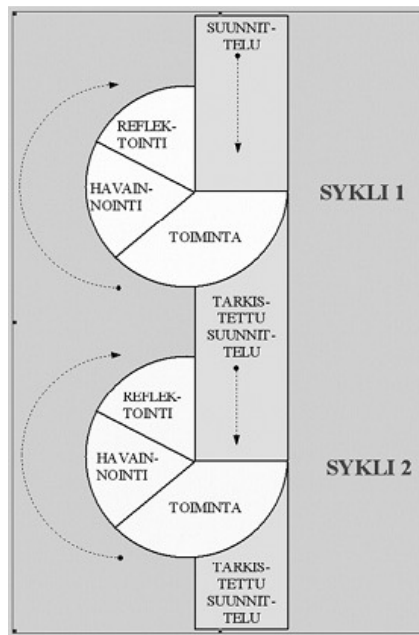 SUUNNIT-
TELU
REFLEK-
TOINTI
HAVAIN-
NOINTI
TOIMINTA
SYKLI 1
TARKIS-
TETTU
SUUNNIT-
TELU
REFLEK-
TOINTI
HAVAIN-
NOINTI
TOIMINTA
SYKLI 2
TARKIS-
TETTU
SUUNNIT-
TELU